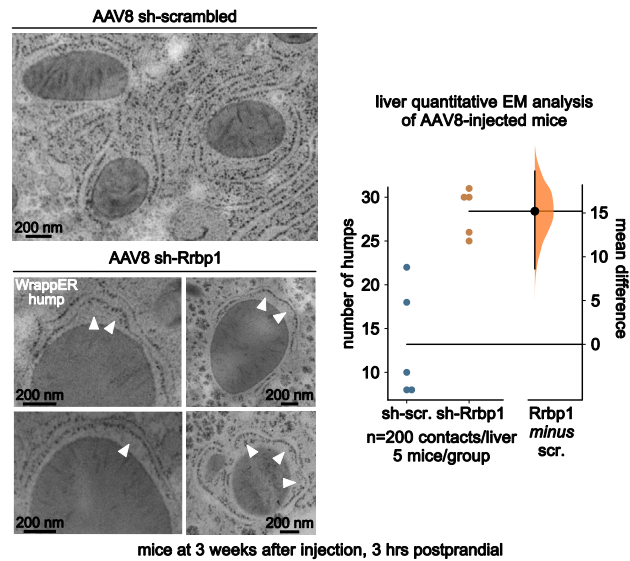 AAV8 sh-scrambled
200 nm
AAV8 sh-Rrbp1
WrappER
hump
200 nm
200 nm
200 nm
200 nm
liver quantitative EM analysis
of AAV8-injected mice
number of humps
30
25
20
15
10
15
10
5
0
mean difference
sh-scr. sh-Rrbp1
n=200 contacts/liver
5 mice/group
Rrbp1
minus
scr.
mice at 3 weeks after injection, 3 hrs postprandial